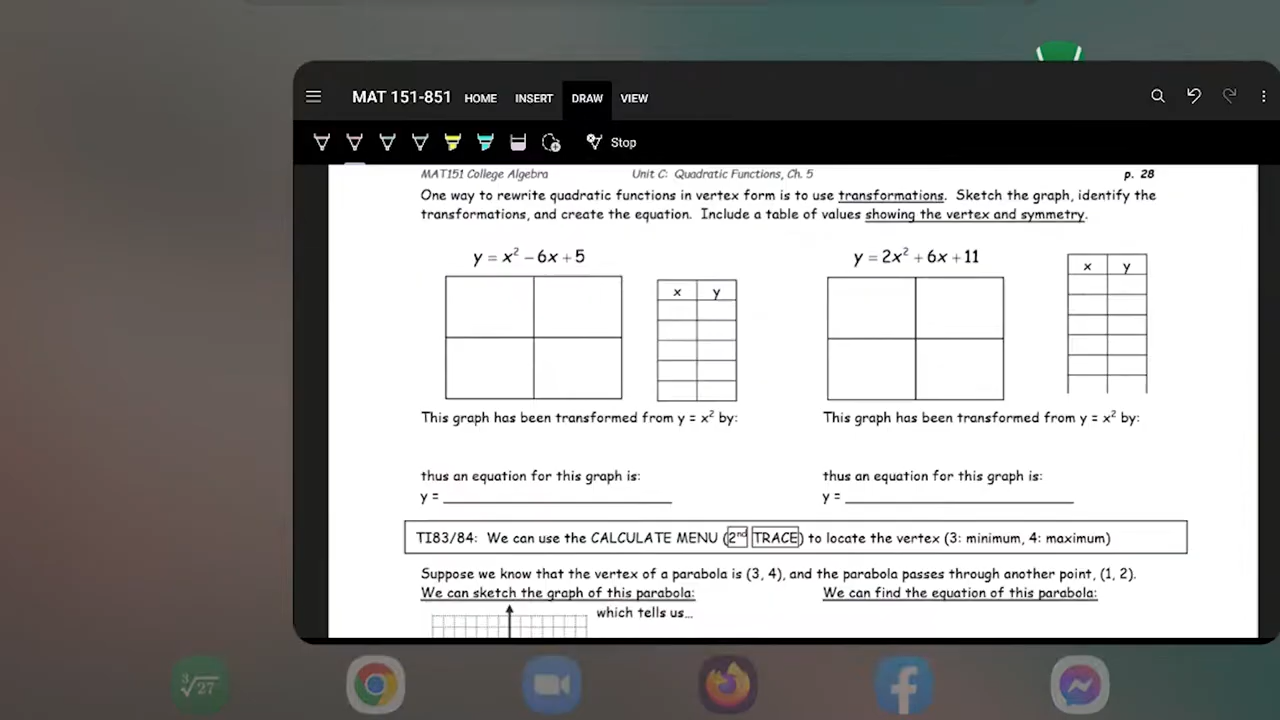 MAT 151-851 HOME INSERT DRAW VIEW
Stop
MAT151 College Algebra Unit C: Quadratic Functions, Ch. 5 p. 28
One way to rewrite quadratic functions in vertex form is to use transformations. Sketch the graph, identify the
transformations, and create the equation. Include a table of values showing the vertex and symmetry.
y = x² − 6x + 5 y = 2x² + 6x + 11
x y x y
This graph has been transformed from y = x² by: This graph has been transformed from y = x² by:
thus an equation for this graph is: thus an equation for this graph is:
y = y =
TI83/84: We can use the CALCULATE MENU (2nd TRACE) to locate the vertex (3: minimum, 4: maximum)
Suppose we know that the vertex of a parabola is (3, 4), and the parabola passes through another point, (1, 2).
We can sketch the graph of this parabola: We can find the equation of this parabola:
which tells us...
³√27